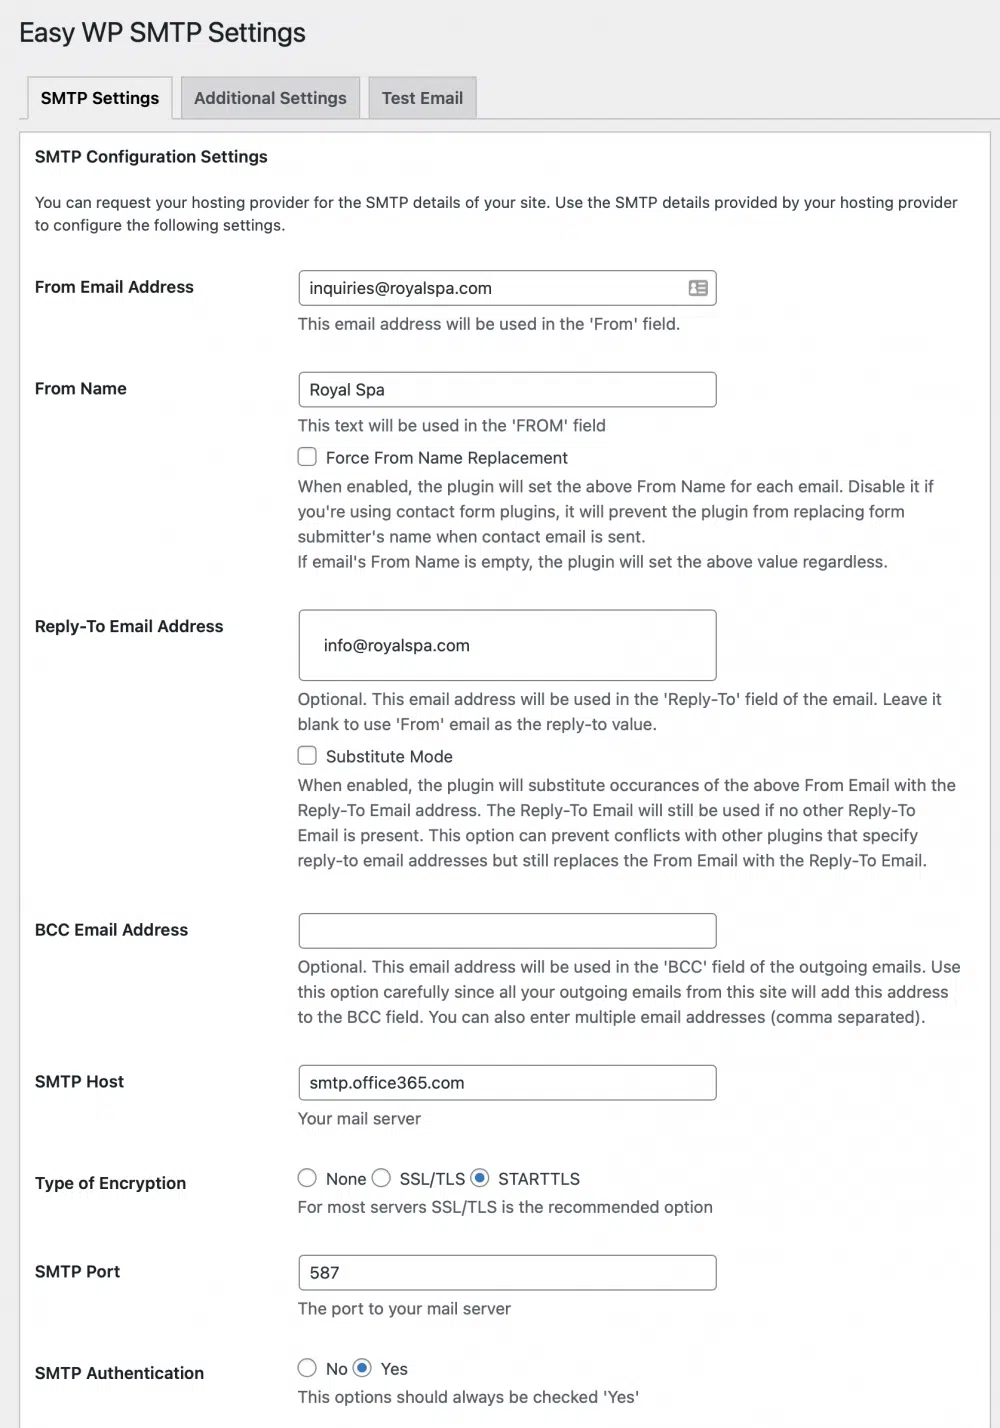 Easy WP SMTP Settings
SMTP Settings
Additional Settings
Test Email
SMTP Configuration Settings
You can request your hosting provider for the SMTP details of your site. Use the SMTP details provided by your hosting provider
to configure the following settings.
From Email Address
inquiries@royalspa.com
This email address will be used in the 'From' field.
From Name
Royal Spa
This text will be used in the 'FROM' field
Force From Name Replacement
When enabled, the plugin will set the above From Name for each email. Disable it if
you're using contact form plugins, it will prevent the plugin from replacing form
submitter's name when contact email is sent.
If email's From Name is empty, the plugin will set the above value regardless.
Reply-To Email Address
info@royalspa.com
Optional. This email address will be used in the 'Reply-To' field of the email. Leave it
blank to use 'From' email as the reply-to value.
Substitute Mode
When enabled, the plugin will substitute occurances of the above From Email with the
Reply-To Email address. The Reply-To Email will still be used if no other Reply-To
Email is present. This option can prevent conflicts with other plugins that specify
reply-to email addresses but still replaces the From Email with the Reply-To Email.
BCC Email Address
Optional. This email address will be used in the 'BCC' field of the outgoing emails. Use
this option carefully since all your outgoing emails from this site will add this address
to the BCC field. You can also enter multiple email addresses (comma separated).
SMTP Host
smtp.office365.com
Your mail server
Type of Encryption
None SSL/TLS STARTTLS
For most servers SSL/TLS is the recommended option
SMTP Port
587
The port to your mail server
SMTP Authentication
No Yes
This options should always be checked 'Yes'